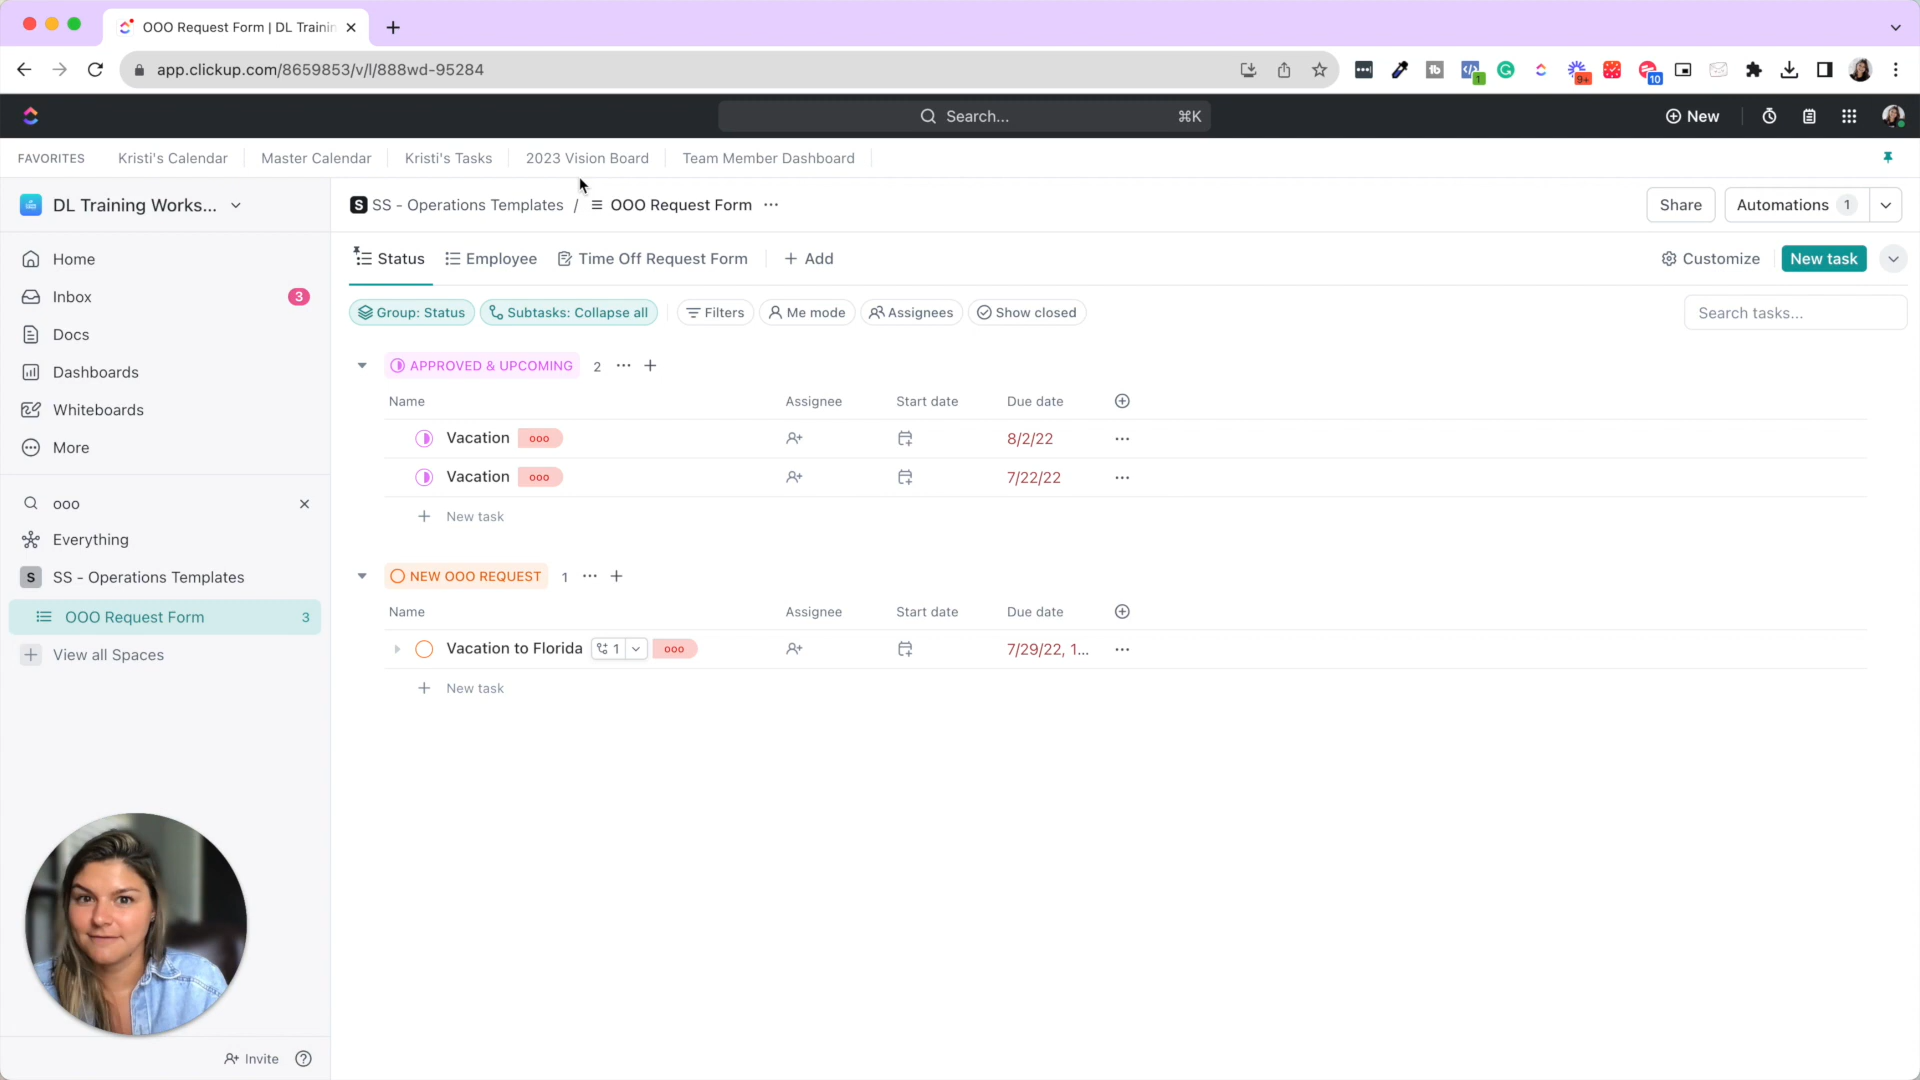 OOO Request Form | DL Trainin
app.clickup.com/8659853/v/l/888wd-95284
1
9+
10
Search...
⌘K
New
FAVORITES
Kristi's Calendar
Master Calendar
Kristi's Tasks
2023 Vision Board
Team Member Dashboard
DL Training Works...
S SS - Operations Templates / OOO Request Form ...
Share
Automations 1
Home
Inbox 3
Docs
Dashboards
Whiteboards
More
ooo
Everything
S SS - Operations Templates
OOO Request Form 3
View all Spaces
Invite
Status
Employee
Time Off Request Form
+ Add
Customize
New task
Group: Status
Subtasks: Collapse all
Filters
Me mode
Assignees
Show closed
Search tasks...
APPROVED & UPCOMING 2 ... +
Name Assignee Start date Due date
Vacation ooo 8/2/22 ...
Vacation ooo 7/22/22 ...
+ New task
NEW OOO REQUEST 1 ... +
Name Assignee Start date Due date
Vacation to Florida 1 ooo 7/29/22, 1... ...
+ New task